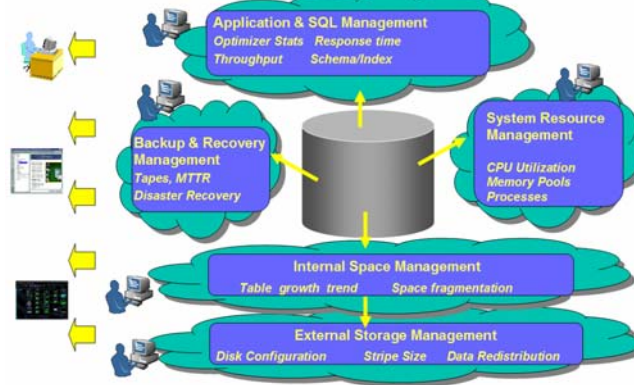 Application & SQL Management
Optimizer Stats Response time
Throughput Schema/Index
Backup & Recovery
Management
Tapes, MTTR
Disaster Recovery
System Resource
Management
CPU Utilization
Memory Pools
Processes
Internal Space Management
Table growth trend Space fragmentation
External Storage Management
Disk Configuration Stripe Size Data Redistribution